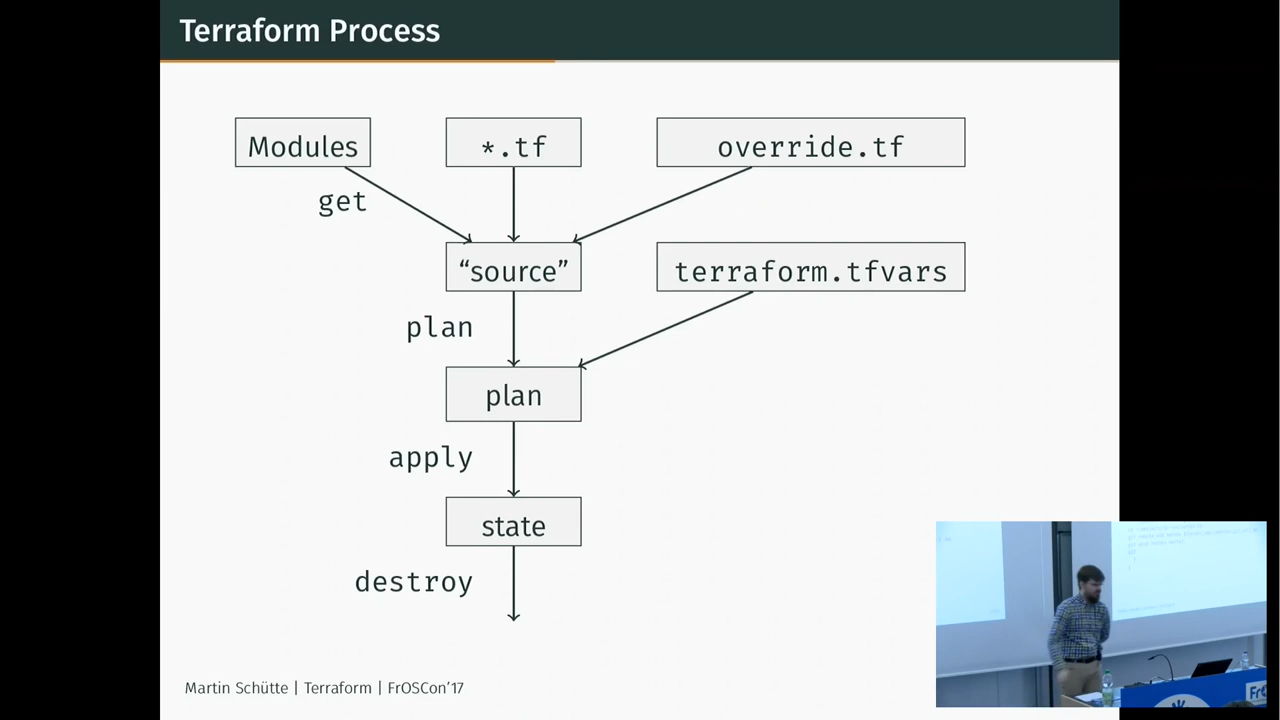 Terraform Process
Modules
*.tf
override.tf
get
"source"
terraform.tfvars
plan
plan
apply
state
destroy
Martin Schütte | Terraform | FrOSCon'17